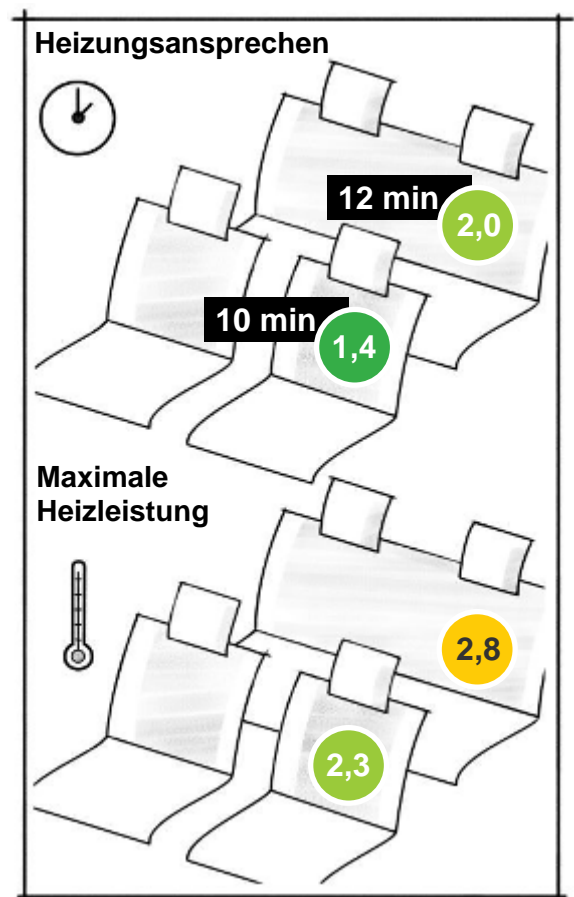 Heizungsansprechen
12 min
2,0
10 min
1,4
Maximale
Heizleistung
2,8
2,3